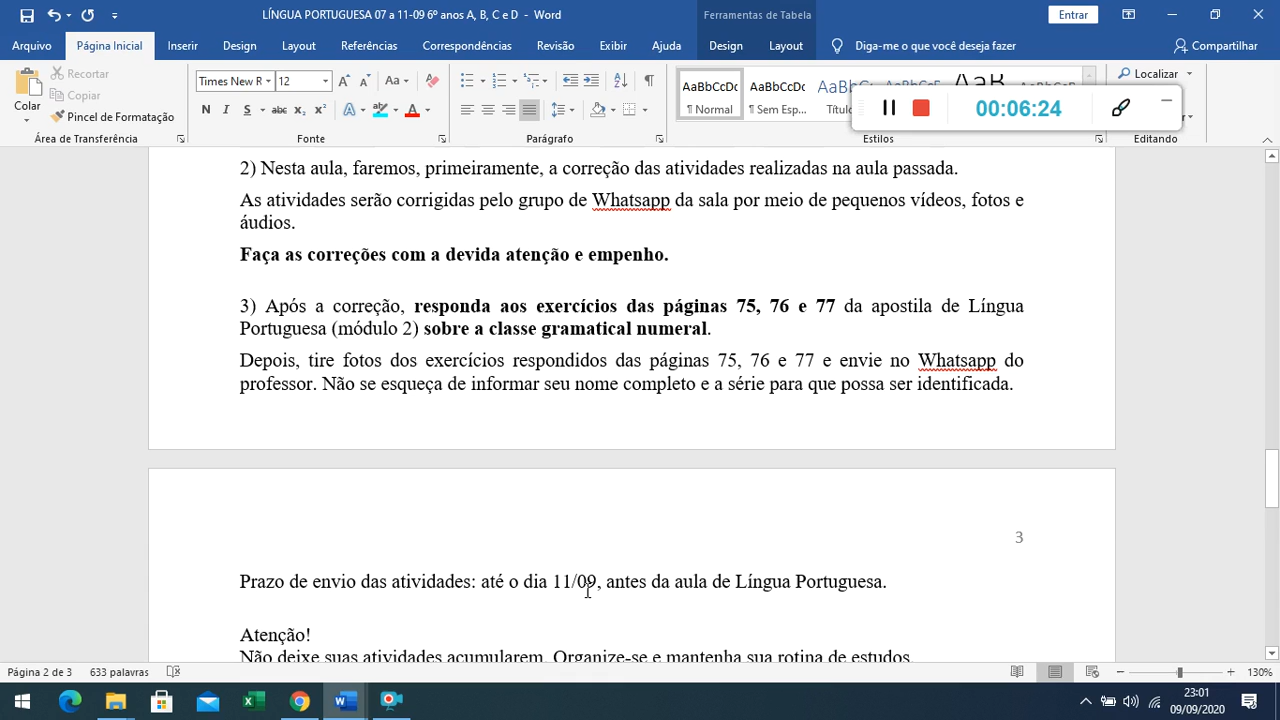 LÍNGUA PORTUGUESA 07 a 11-09 6º anos A, B, C e D - Word
Ferramentas de Tabela
Entrar
Arquivo
Página Inicial
Inserir
Design
Layout
Referências
Correspondências
Revisão
Exibir
Ajuda
Design
Layout
Diga-me o que você deseja fazer
Compartilhar
Colar
Recortar
Copiar
Pincel de Formatação
Área de Transferência
Times New R
12
Aa
N
I
S
abc
Fonte
Parágrafo
AaBbCcDc
¶ Normal
AaBbCcDc
¶ Sem Esp...
Estilos
Localizar
Editando
00:06:24
2) Nesta aula, faremos, primeiramente, a correção das atividades realizadas na aula passada.
As atividades serão corrigidas pelo grupo de Whatsapp da sala por meio de pequenos vídeos, fotos e
áudios.
Faça as correções com a devida atenção e empenho.
3) Após a correção, responda aos exercícios das páginas 75, 76 e 77 da apostila de Língua
Portuguesa (módulo 2) sobre a classe gramatical numeral.
Depois, tire fotos dos exercícios respondidos das páginas 75, 76 e 77 e envie no Whatsapp do
professor. Não se esqueça de informar seu nome completo e a série para que possa ser identificada.
3
Prazo de envio das atividades: até o dia 11/09, antes da aula de Língua Portuguesa.
Atenção!
Não deixe suas atividades acumularem. Organize-se e mantenha sua rotina de estudos.
Página 2 de 3
633 palavras
130%
23:01
09/09/2020